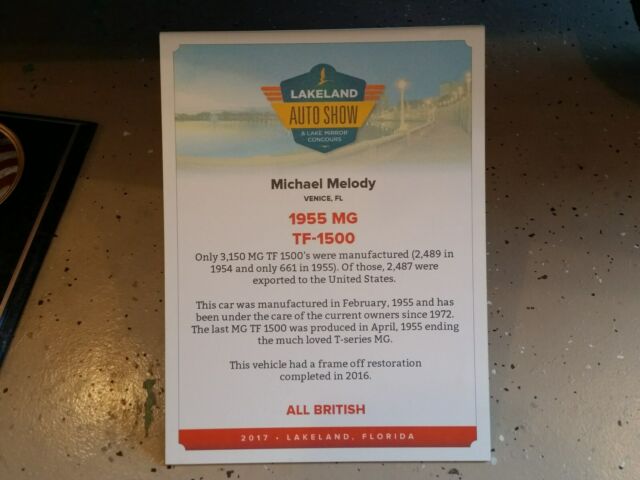 LAKELAND
AUTO SHOW
& LAKE MIRROR
CONCOURS
Michael Melody
VENICE, FL
1955 MG
TF-1500
Only 3,150 MG TF 1500's were manufactured (2,489 in
1954 and only 661 in 1955). Of those, 2,487 were
exported to the United States.
This car was manufactured in February, 1955 and has
been under the care of the current owners since 1972.
The last MG TF 1500 was produced in April, 1955 ending
the much loved T-series MG.
This vehicle had a frame off restoration
completed in 2016.
ALL BRITISH
2017 • LAKELAND, FLORIDA